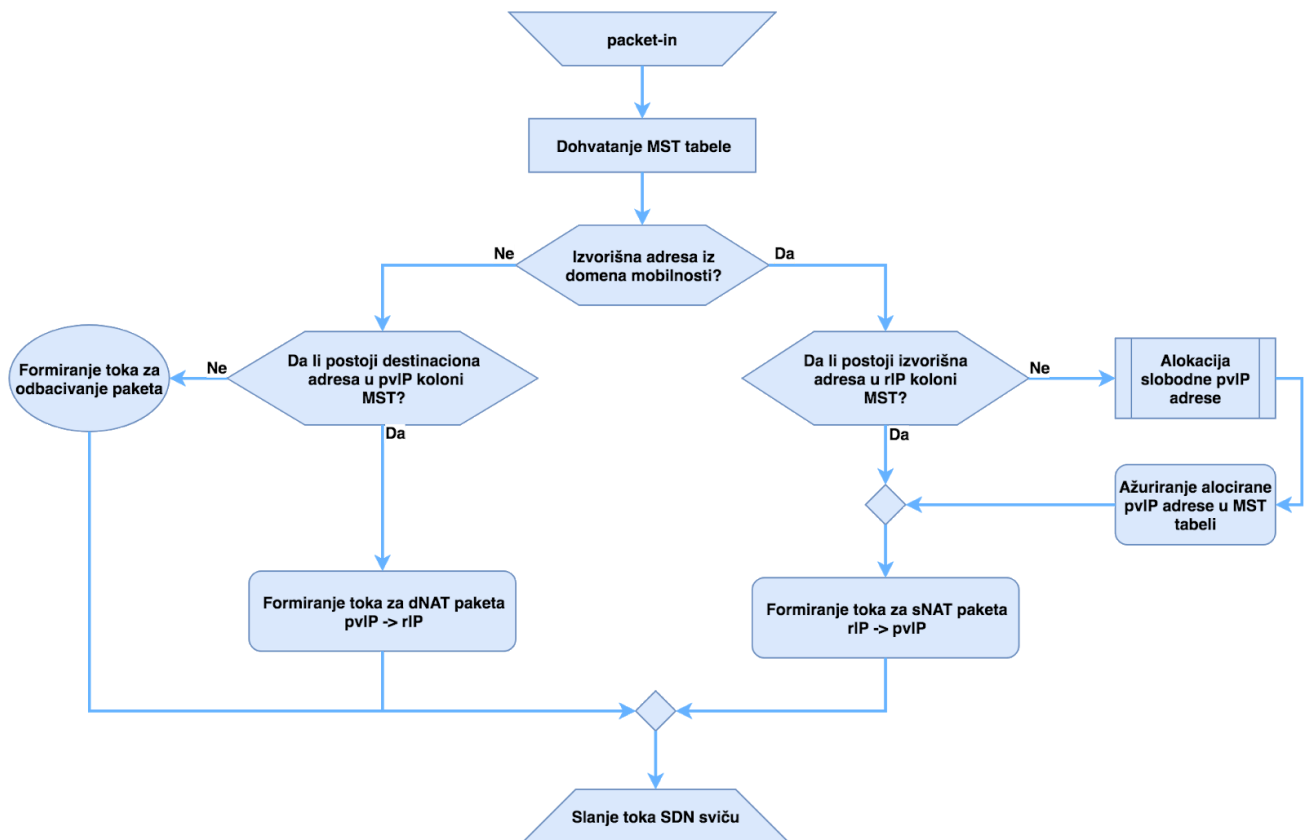 packet-in
Dohvatanje MST tabele
Izvorišna adresa iz
domena mobilnosti?
Ne
Da
Da li postoji destinaciona
adresa u pvIP koloni
MST?
Ne
Da
Formiranje toka za
odbacivanje paketa
Da li postoji izvorišna
adresa u rIP koloni
MST?
Ne
Da
Alokacija
slobodne pvIP
adrese
Ažuriranje alocirane
pvIP adrese u MST
tabeli
Formiranje toka za dNAT paketa
pvIP -> rIP
Formiranje toka za sNAT paketa
rIP -> pvIP
Slanje toka SDN sviču